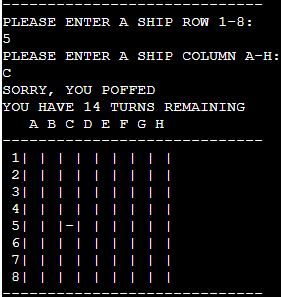 -----------------------------
PLEASE ENTER A SHIP ROW 1-8:
5
PLEASE ENTER A SHIP COLUMN A-H:
C
SORRY, YOU POFFED
YOU HAVE 14 TURNS REMAINING
   A B C D E F G H
-----------------------------
 1| | | | | | | | |
 2| | | | | | | | |
 3| | | | | | | | |
 4| | | | | | | | |
 5| | |-| | | | | |
 6| | | | | | | | |
 7| | | | | | | | |
 8| | | | | | | | |
-----------------------------